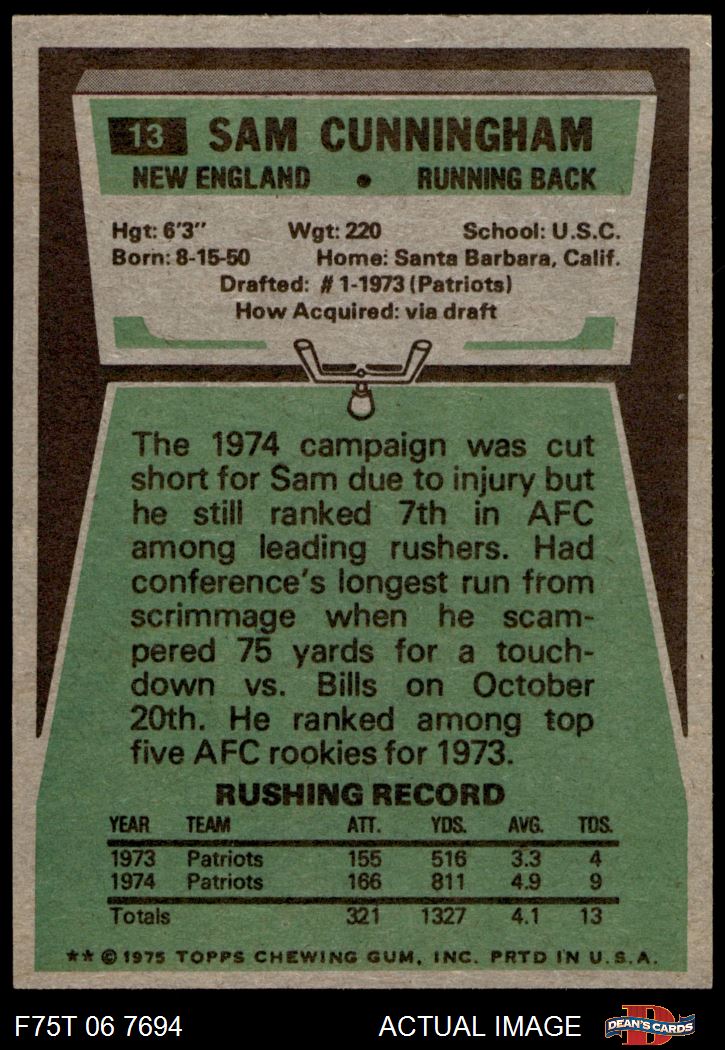 13 SAM CUNNINGHAM
NEW ENGLAND • RUNNING BACK
Hgt: 6'3" Wgt: 220 School: U.S.C.
Born: 8-15-50 Home: Santa Barbara, Calif.
Drafted: #1-1973 (Patriots)
How Acquired: via draft
The 1974 campaign was cut
short for Sam due to injury but
he still ranked 7th in AFC
among leading rushers. Had
conference's longest run from
scrimmage when he scam-
pered 75 yards for a touch-
down vs. Bills on October
20th. He ranked among top
five AFC rookies for 1973.
RUSHING RECORD
YEAR TEAM ATT. YDS. AVG. TDS.
1973 Patriots 155 516 3.3 4
1974 Patriots 166 811 4.9 9
Totals 321 1327 4.1 13
** © 1975 TOPPS CHEWING GUM, INC. PRTD IN U.S.A.
F75T 06 7694 ACTUAL IMAGE D DEAN'S CARDS